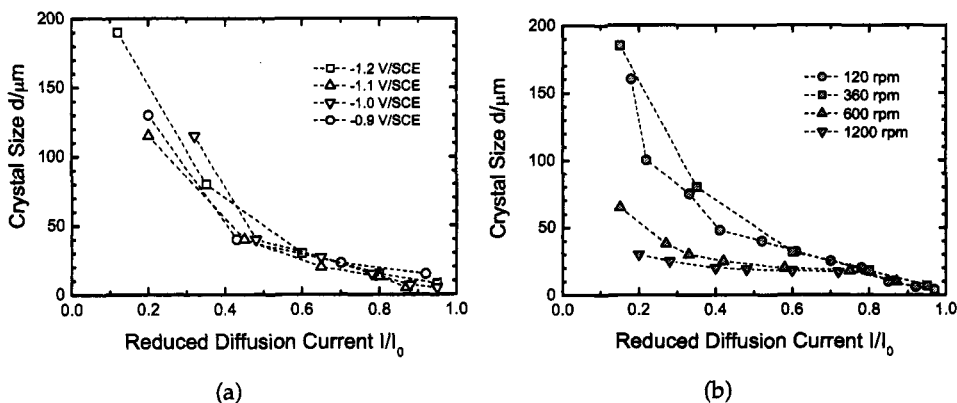 200
150
100
50
0
Crystal Size d/µm
-1.2 V/SCE
-1.1 V/SCE
-1.0 V/SCE
-0.9 V/SCE
0.0 0.2 0.4 0.6 0.8 1.0
Reduced Diffusion Current I/I₀
(a)
200
150
100
50
0
Crystal Size d/µm
120 rpm
360 rpm
600 rpm
1200 rpm
0.0 0.2 0.4 0.6 0.8 1.0
Reduced Diffusion Current I/I₀
(b)